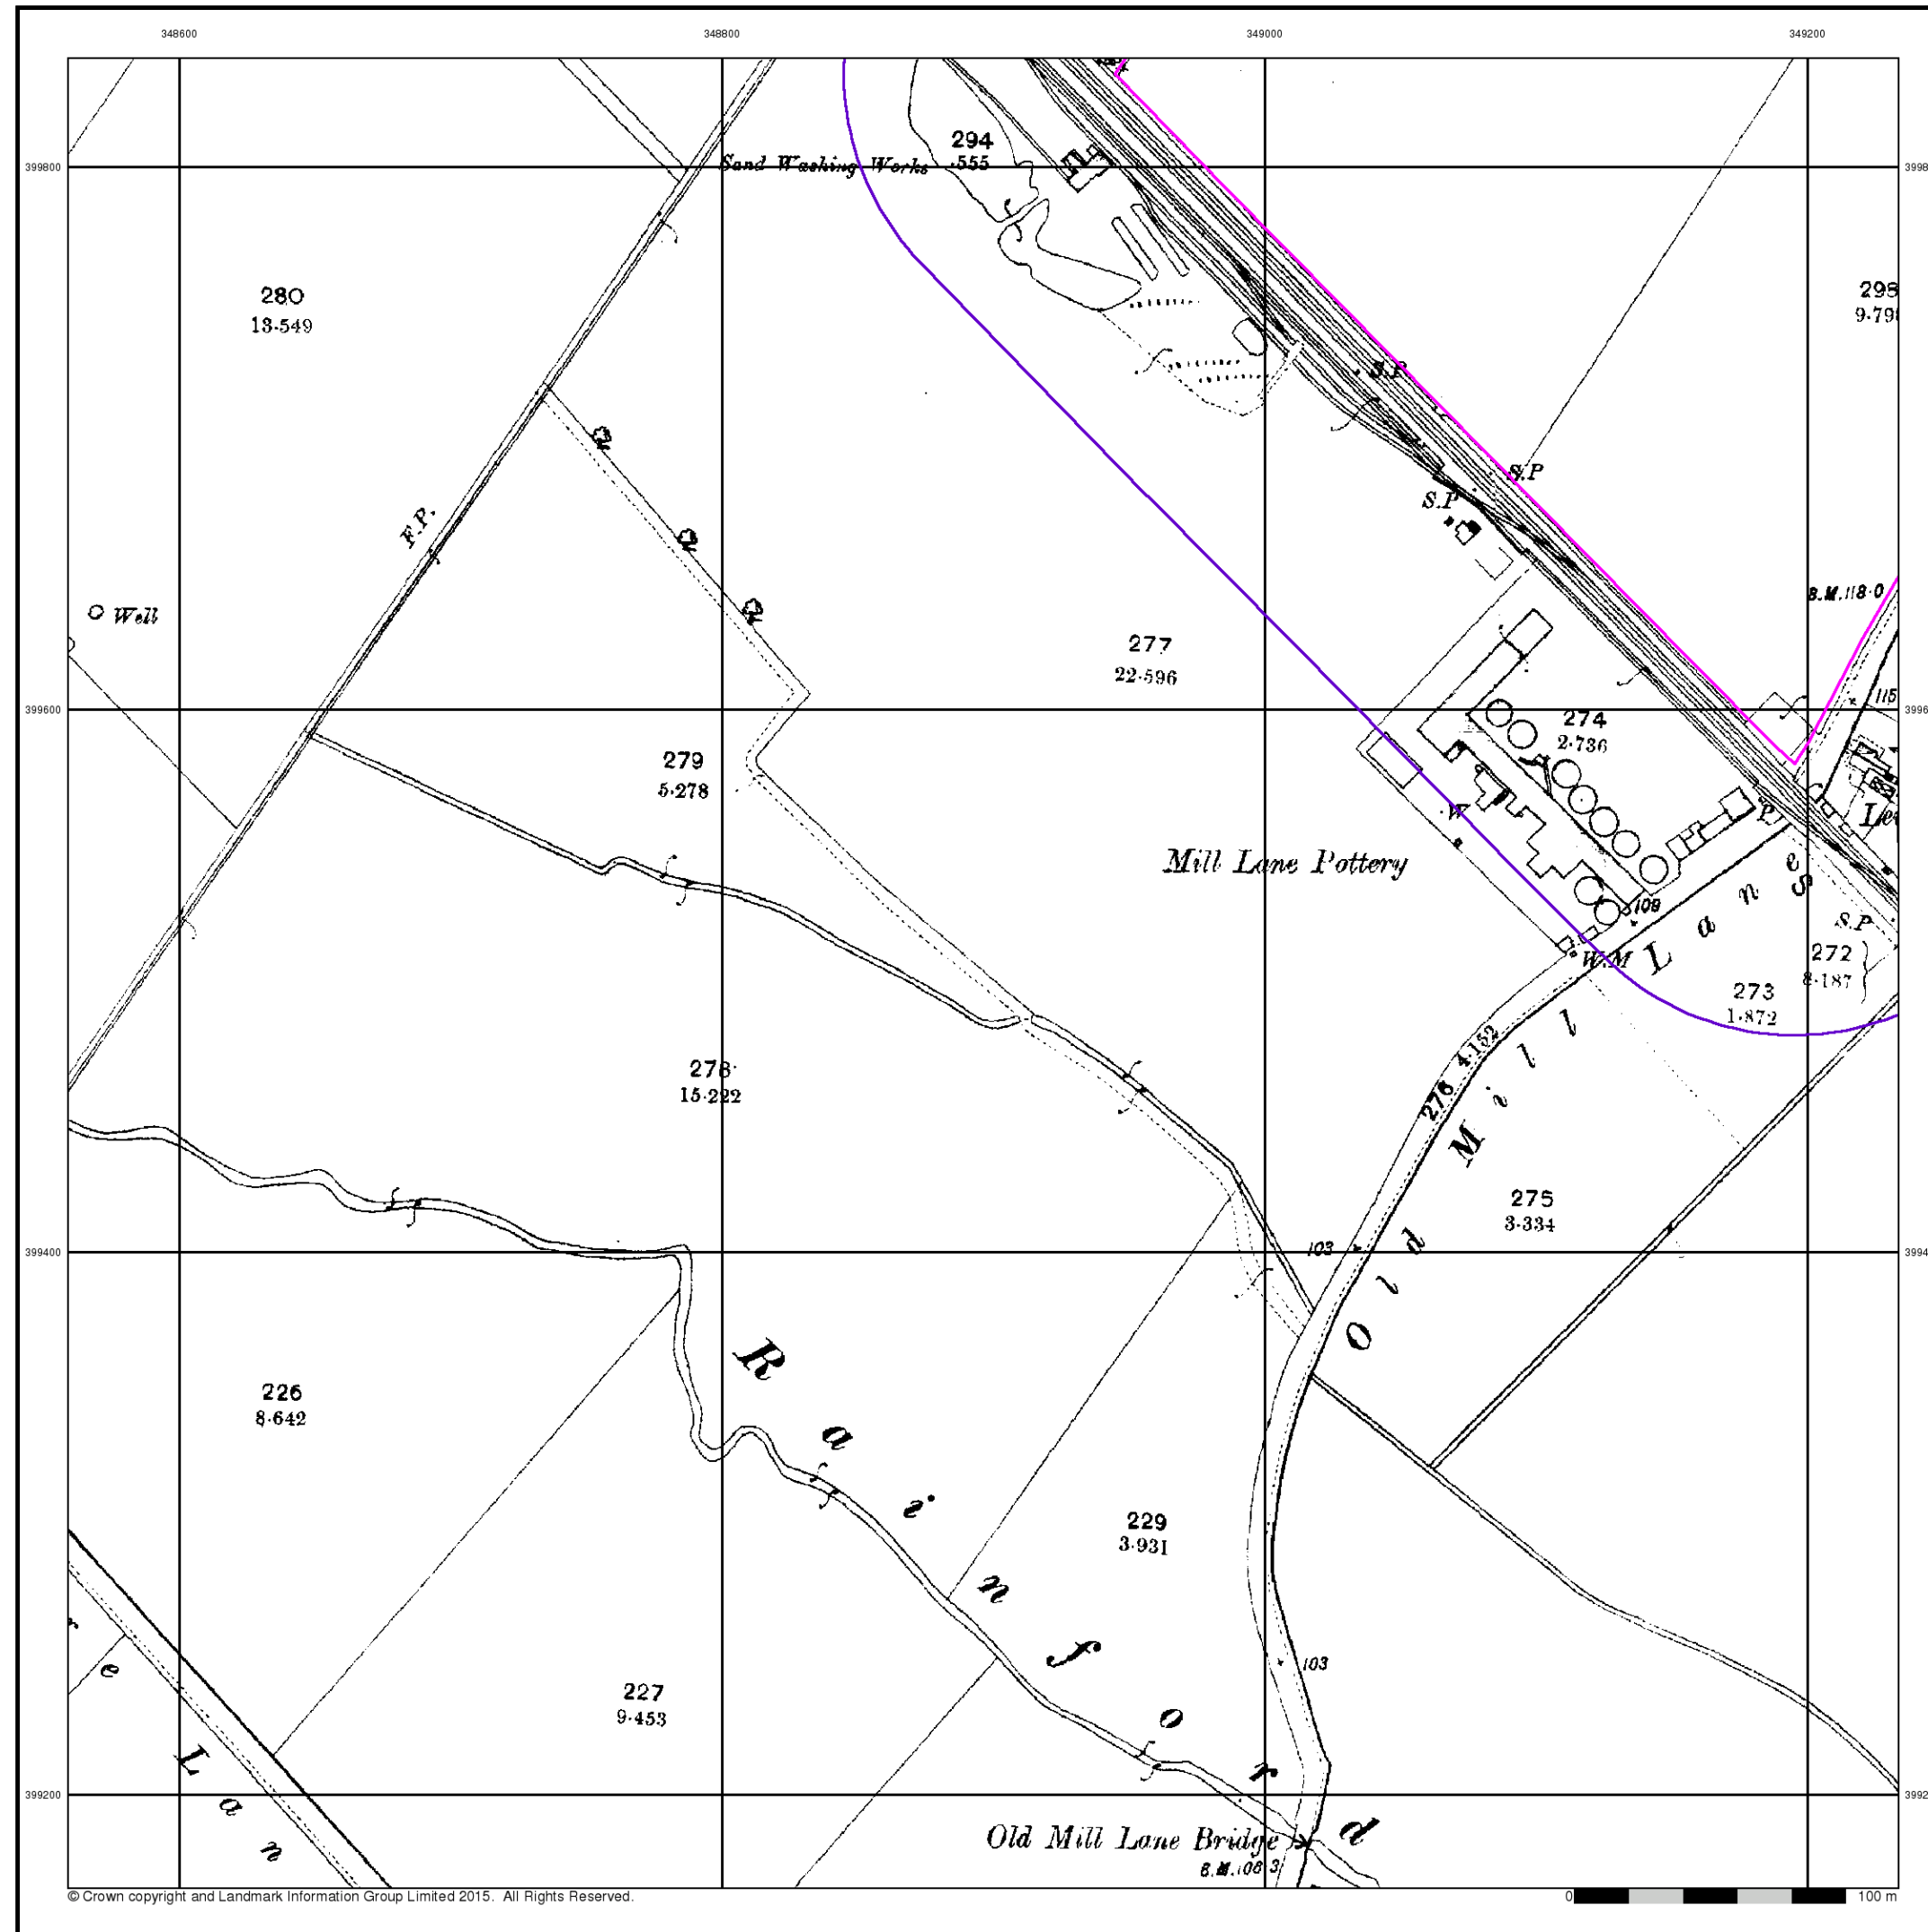 348600 348800 349000 349200
399800
294
.555
Sand Washing Works
280
13.549
298
S.P
S.P
S.P
F.P.
B.M.118.0
Well
277
22.596
115
399600
274
2.736
279
5.278
W
P
Mill Lane Pottery
109
S.P
W.M
272
8.187
273
1.872
278
15.222
276 4.152
Old Mill Lane
275
3.334
399400
103
226
8.642
229
3.931
Rainford
103
227
9.453
Lan
399200
Old Mill Lane Bridge
B.M.108.3
© Crown copyright and Landmark Information Group Limited 2015. All Rights Reserved.
0 100 m